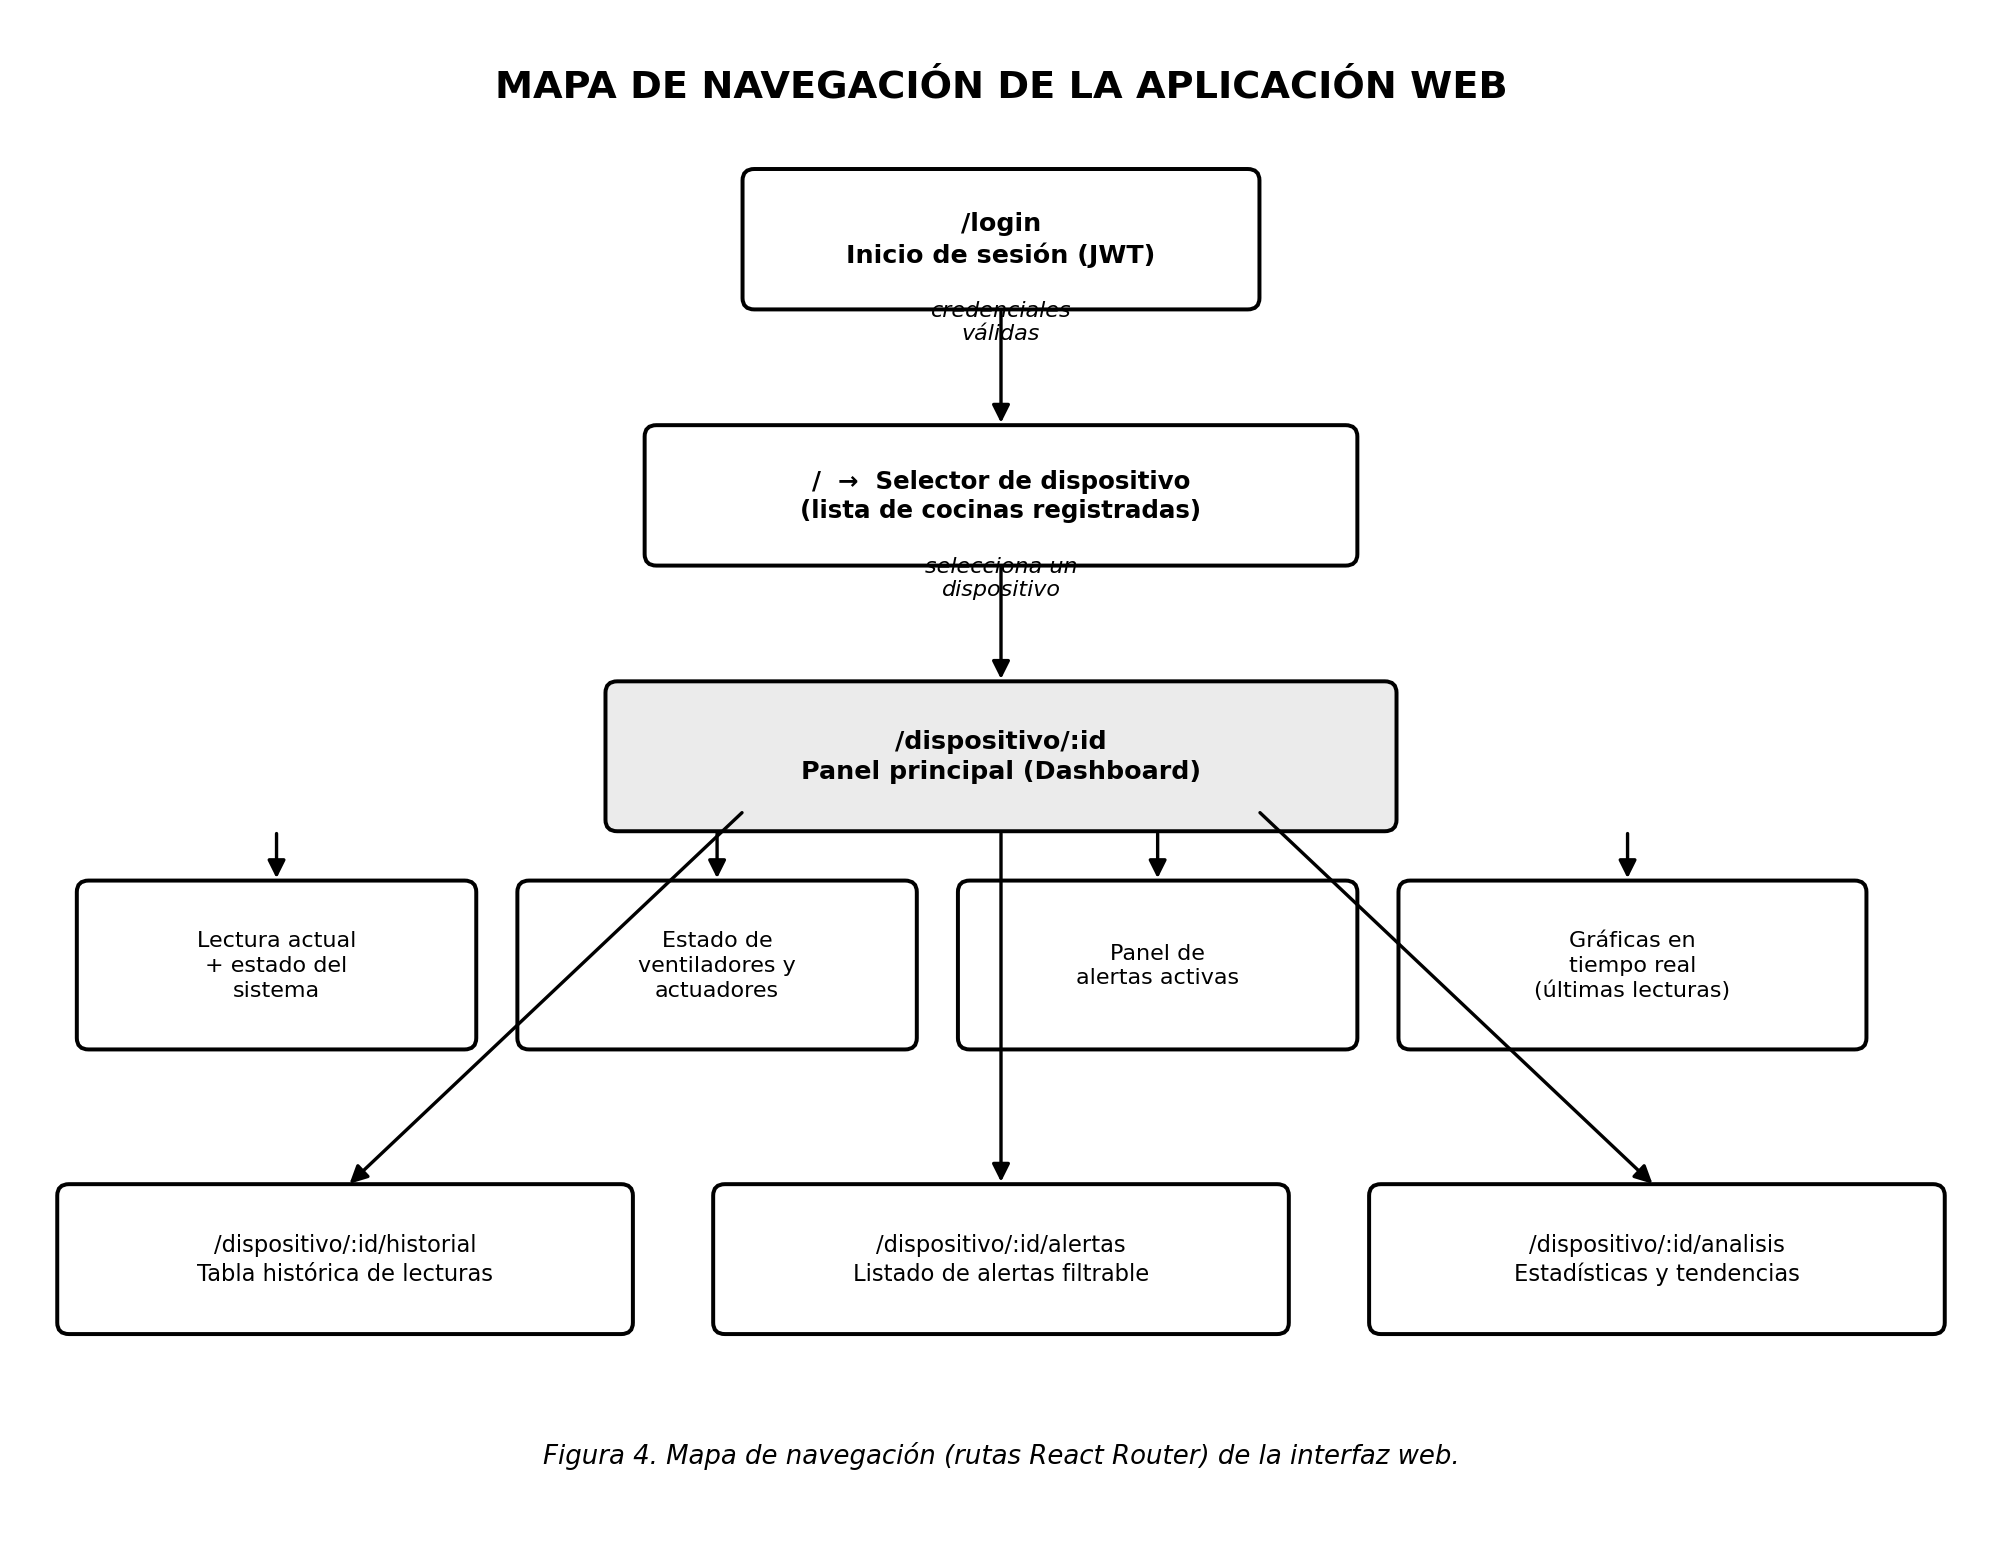 MAPA DE NAVEGACIÓN DE LA APLICACIÓN WEB
/login
Inicio de sesión (JWT)
credenciales
válidas
/ → Selector de dispositivo
(lista de cocinas registradas)
selecciona un
dispositivo
/dispositivo/:id
Panel principal (Dashboard)
Lectura actual
+ estado del
sistema
Estado de
ventiladores y
actuadores
Panel de
alertas activas
Gráficas en
tiempo real
(últimas lecturas)
/dispositivo/:id/historial
Tabla histórica de lecturas
/dispositivo/:id/alertas
Listado de alertas filtrable
/dispositivo/:id/analisis
Estadísticas y tendencias
Figura 4. Mapa de navegación (rutas React Router) de la interfaz web.